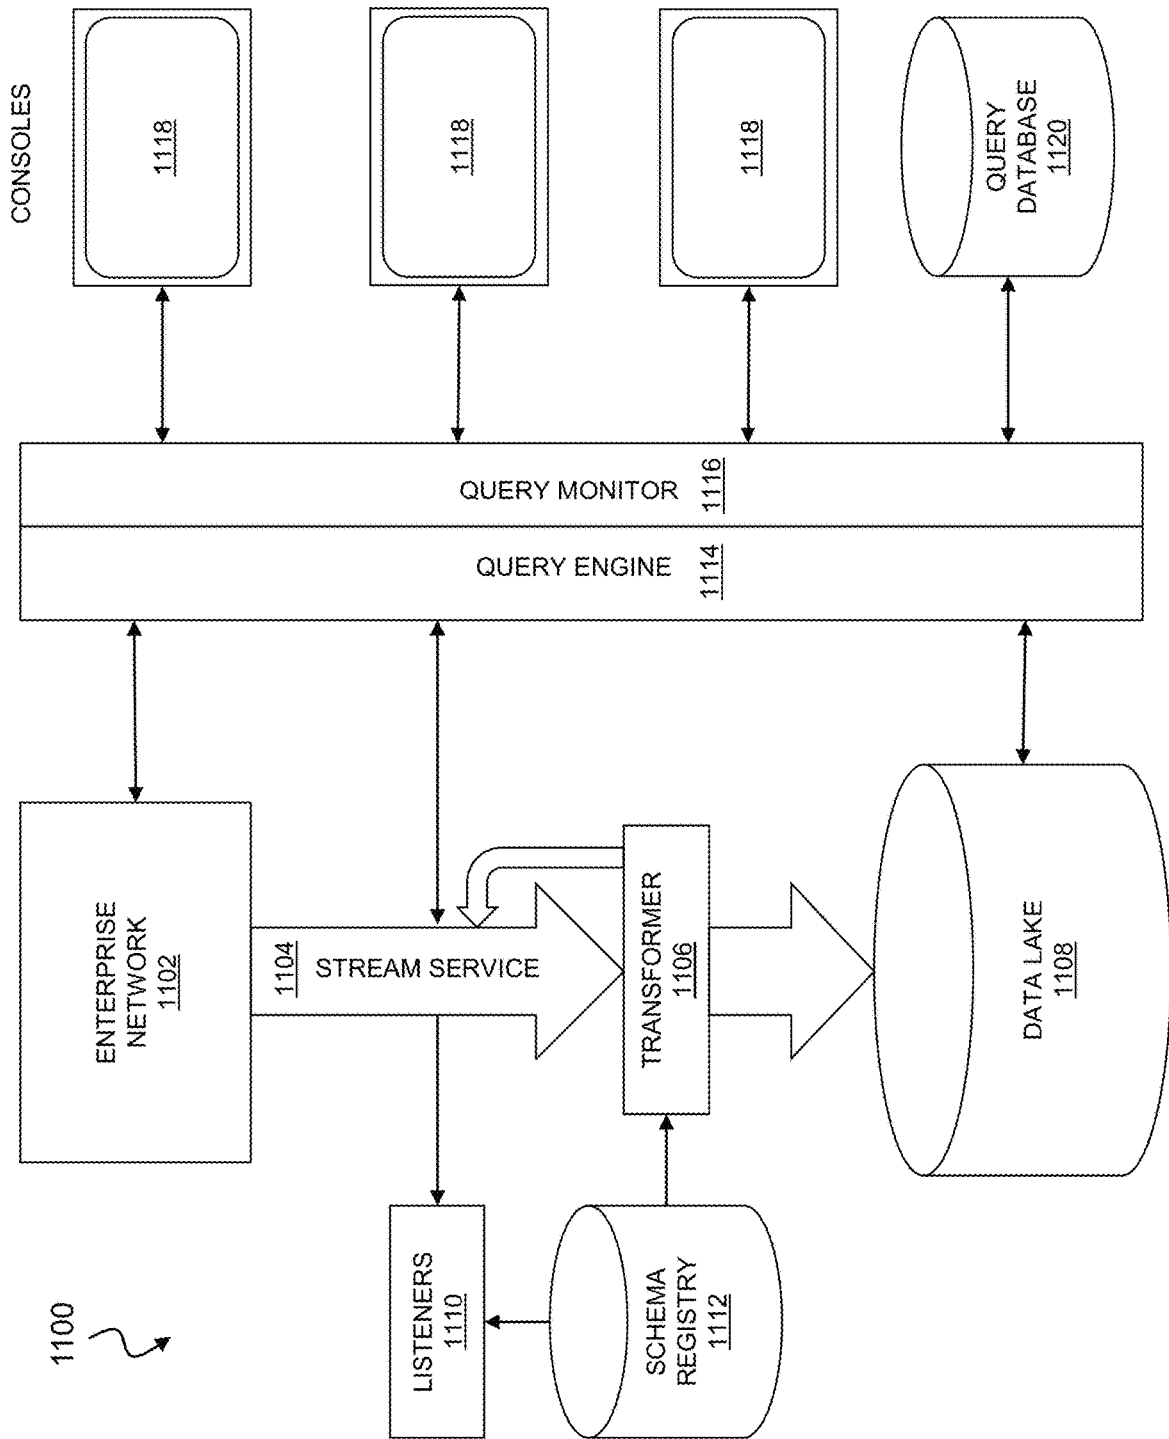 1100
ENTERPRISE
NETWORK
1102
1104 STREAM SERVICE
LISTENERS
1110
SCHEMA
REGISTRY
1112
TRANSFORMER
1106
DATA LAKE
1108
QUERY ENGINE 1114
QUERY MONITOR 1116
CONSOLES
1118
1118
1118
QUERY
DATABASE
1120